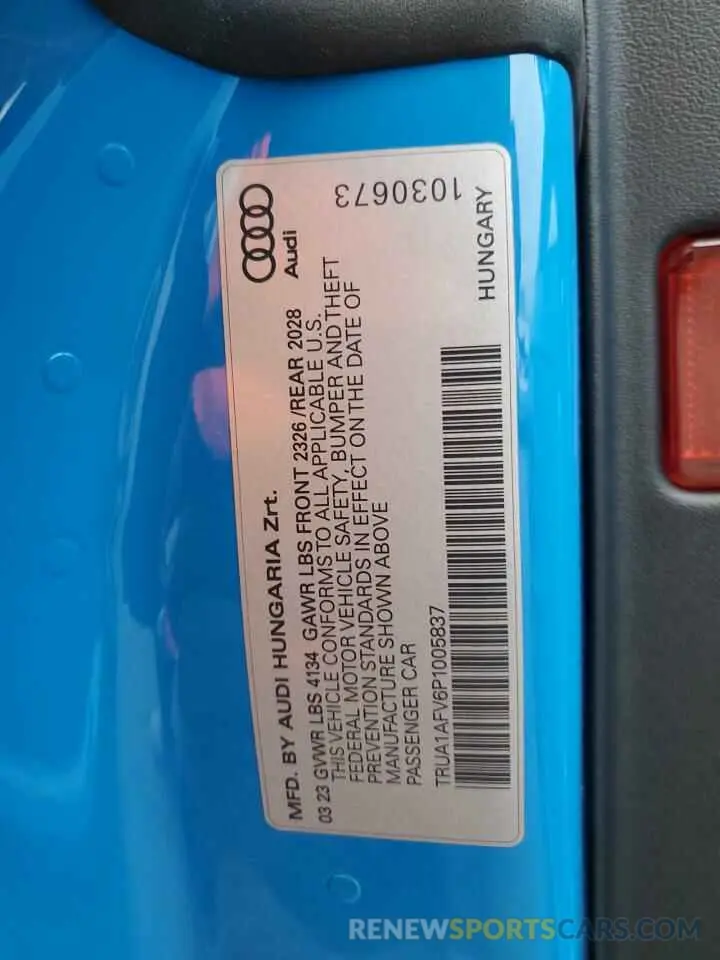 MFD. BY AUDI HUNGARIA Zrt.
Audi
03 23 GVWR LBS 4134 GAWR LBS FRONT 2326 /REAR 2028
THIS VEHICLE CONFORMS TO ALL APPLICABLE U.S.
FEDERAL MOTOR VEHICLE SAFETY, BUMPER AND THEFT
PREVENTION STANDARDS IN EFFECT ON THE DATE OF
MANUFACTURE SHOWN ABOVE
PASSENGER CAR
1030673
TRUA1AFV6P1005837
HUNGARY
RENEWSPORTSCARS.COM